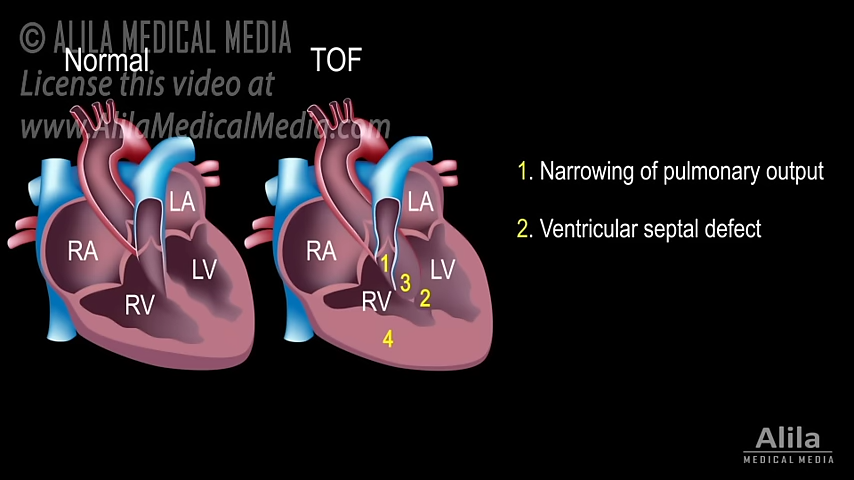 © ALILA MEDICAL MEDIA
Normal
TOF
License this video at
www.AlilaMedicalMedia.com
1. Narrowing of pulmonary output
2. Ventricular septal defect
LA
RA
LV
RV
LA
RA
1
LV
3
2
RV
4
Alila
MEDICAL MEDIA